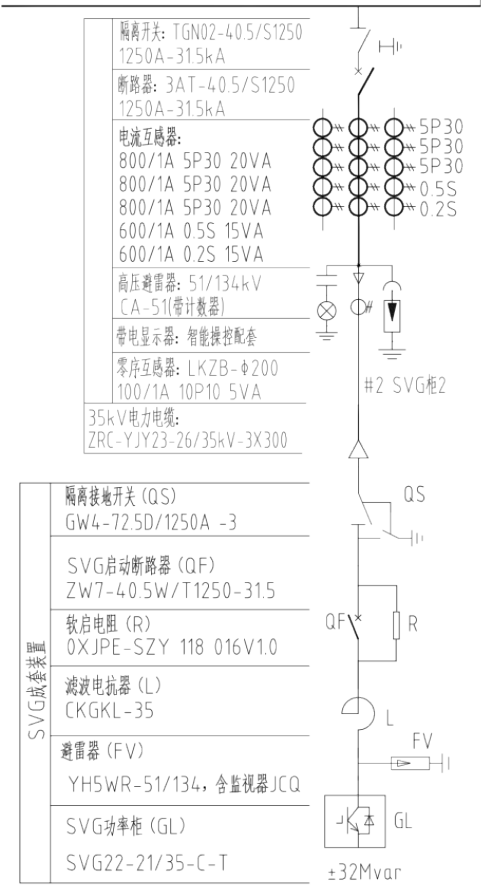 隔离开关: TGN02-40.5/S1250
1250A-31.5kA
断路器: 3AT-40.5/S1250
1250A-31.5kA
电流互感器:
800/1A 5P30 20VA
800/1A 5P30 20VA
800/1A 5P30 20VA
600/1A 0.5S 15VA
600/1A 0.2S 15VA
高压避雷器: 51/134kV
CA-51(带计数器)
带电显示器: 智能操控配套
零序互感器: LKZB-Φ200
100/1A 10P10 5VA
35kV电力电缆:
ZRC-YJY23-26/35kV-3X300
5P30
5P30
5P30
0.5S
0.2S
#2 SVG柜2
SVG成套装置
隔离接地开关 (QS)
GW4-72.5D/1250A -3
SVG启动断路器 (QF)
ZW7-40.5W/T1250-31.5
软启电阻 (R)
0XJPE-SZY 118 016V1.0
滤波电抗器 (L)
CKGKL-35
避雷器 (FV)
YH5WR-51/134, 含监视器JCQ
SVG功率柜 (GL)
SVG22-21/35-C-T
QS
QF
R
L
FV
GL
±32Mvar